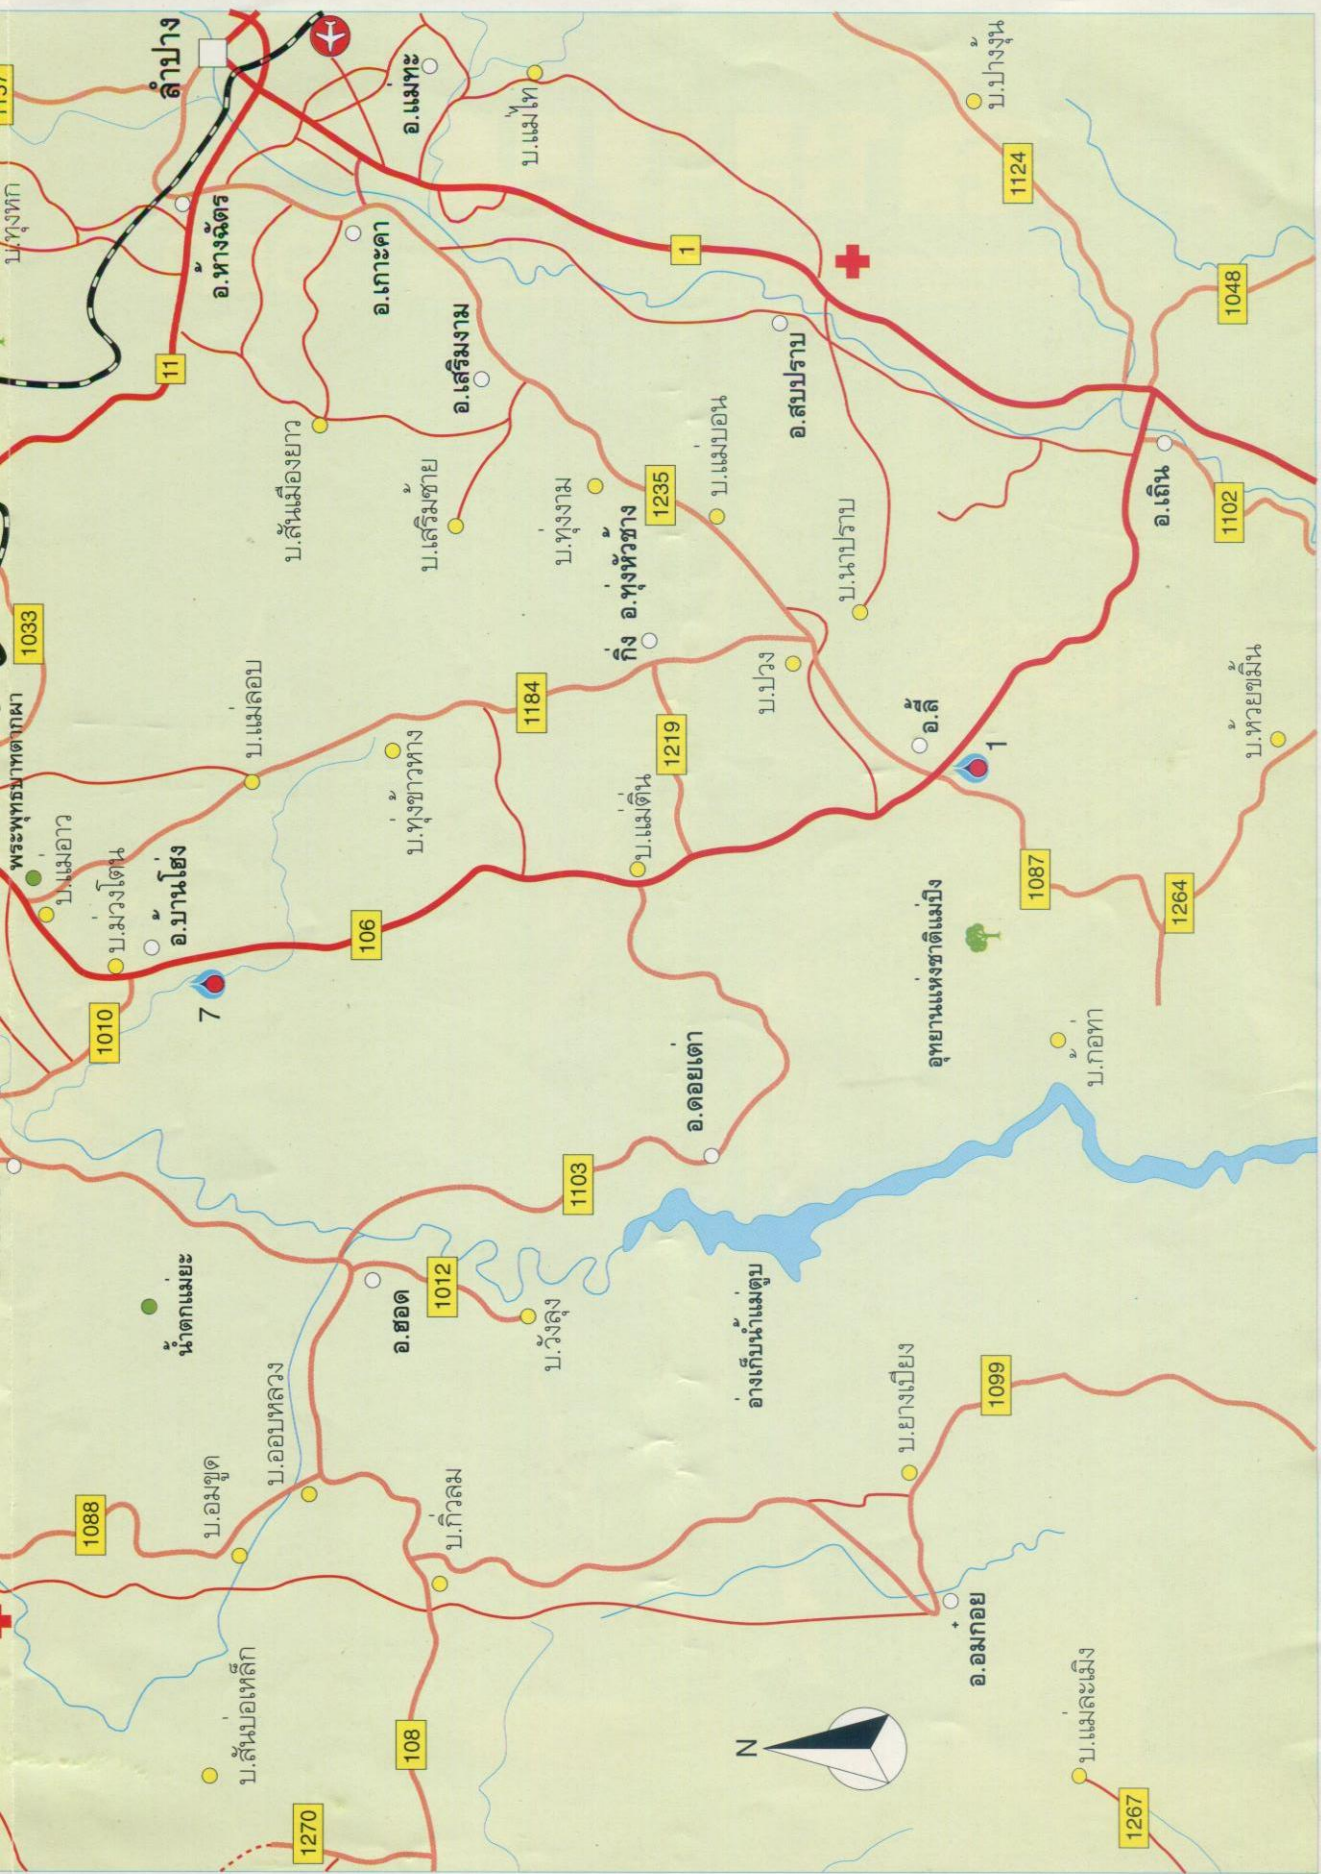 1157
ลำปาง
บ.ทุ่งหก
อ.ห้างฉัตร
อ.แม่ทะ
บ.แม่ไท
บ.ปางงุ้น
1124
1048
1
อ.เกาะคา
อ.เสริมงาม
อ.สบปราบ
11
บ.สันเมืองยาว
บ.เสริมซ้าย
บ.ทุ่งงาม
1235
บ.แม่บอน
กิ่ง อ.ทุ่งหัวช้าง
บ.นาปราบ
อ.เถิน
1102
1033
พระพุทธบาทตากผา
บ.แม่อาว
บ.ม่วงโตน
อ.บ้านโฮ่ง
บ.แม่ลอบ
บ.ทุ่งข้าวหาง
1184
1219
บ.ปวง
บ.แม่ตืน
อ.ลี้
1
บ.ห้วยขมิ้น
1087
1264
106
7
1010
อุทยานแห่งชาติแม่ปิง
บ.ก้อท่า
อ.ดอยเต่า
1103
น้ำตกแม่ยะ
อ.ฮอด
1012
บ.วังลุง
อ่างเก็บน้ำแม่ตูบ
บ.ออบหลวง
บ.อมขูด
1088
บ.กิ่วลม
บ.ยางเปียง
1099
บ.สันบ่อเหล็ก
108
1270
N
อ.อมก๋อย
บ.แม่ละเมิง
1267